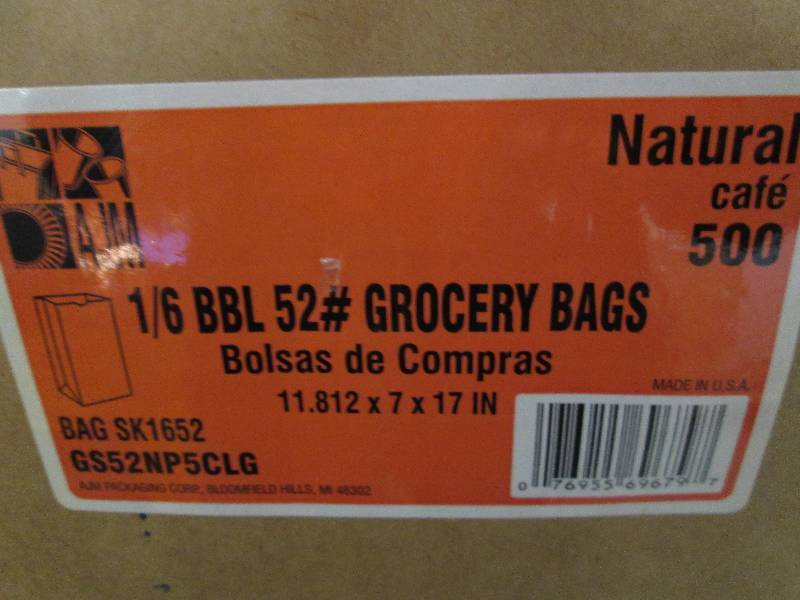 Natural
café
500
AJM
1/6 BBL 52# GROCERY BAGS
Bolsas de Compras
11.812 x 7 x 17 IN
MADE IN U.S.A.
BAG SK1652
GS52NP5CLG
AJM PACKAGING CORP., BLOOMFIELD HILLS, MI 48302
0 76955 69679 7